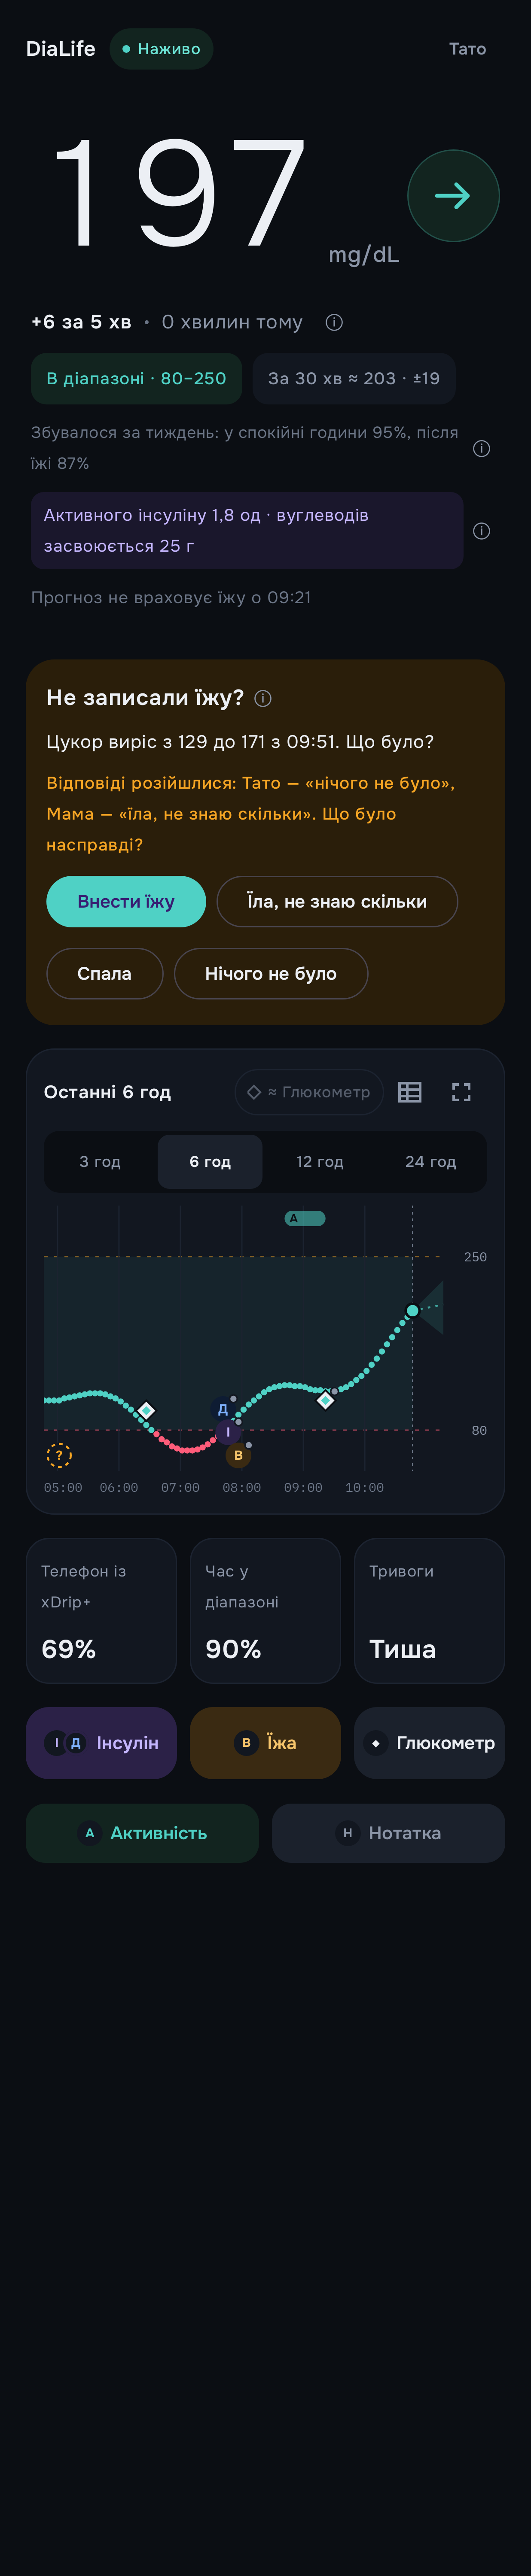 DiaLife
Наживо
Тато
197
mg/dL
+6 за 5 хв • 0 хвилин тому
В діапазоні · 80–250
За 30 хв ≈ 203 · ±19
Збувалося за тиждень: у спокійні години 95%, після
їжі 87%
Активного інсуліну 1,8 од · вуглеводів
засвоюється 25 г
Прогноз не враховує їжу о 09:21
Не записали їжу?
Цукор виріс з 129 до 171 з 09:51. Що було?
Відповіді розійшлися: Тато — «нічого не було»,
Мама — «їла, не знаю скільки». Що було
насправді?
Внести їжу
Їла, не знаю скільки
Спала
Нічого не було
Останні 6 год
≈ Глюкометр
3 год
6 год
12 год
24 год
А
250
Д
І
80
?
В
05:00 06:00 07:00 08:00 09:00 10:00
Телефон із
xDrip+
69%
Час у
діапазоні
90%
Тривоги
Тиша
І Д Інсулін
В Їжа
Глюкометр
А Активність
Н Нотатка